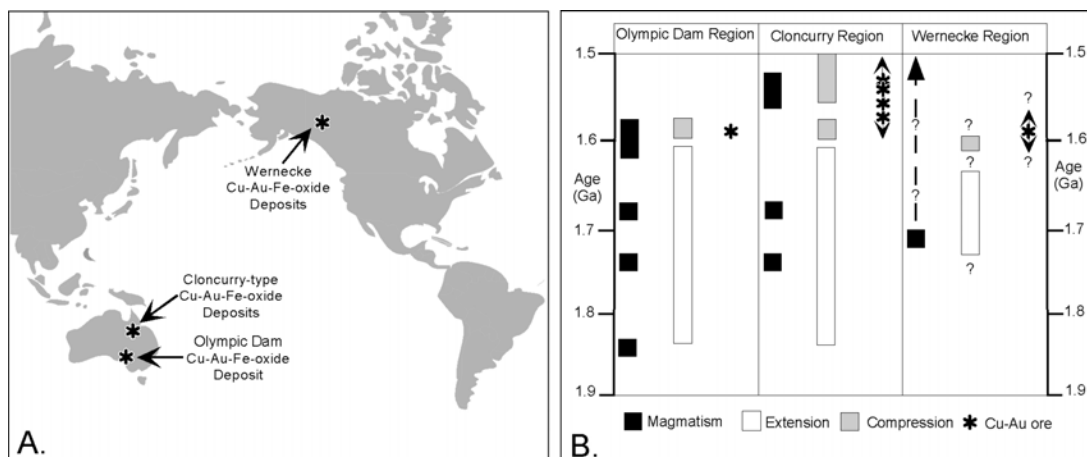 Wernecke
Cu-Au-Fe-oxide
Deposits
Cloncurry-type
Cu-Au-Fe-oxide
Deposits
Olympic Dam
Cu-Au-Fe-oxide
Deposit
A.
Olympic Dam Region
Cloncurry Region
Wernecke Region
1.5
1.6
Age
(Ga)
1.7
1.8
1.9
?
?
?
?
?
?
?
?
1.5
1.6
Age
(Ga)
1.7
1.8
1.9
Magmatism
Extension
Compression
Cu-Au ore
B.